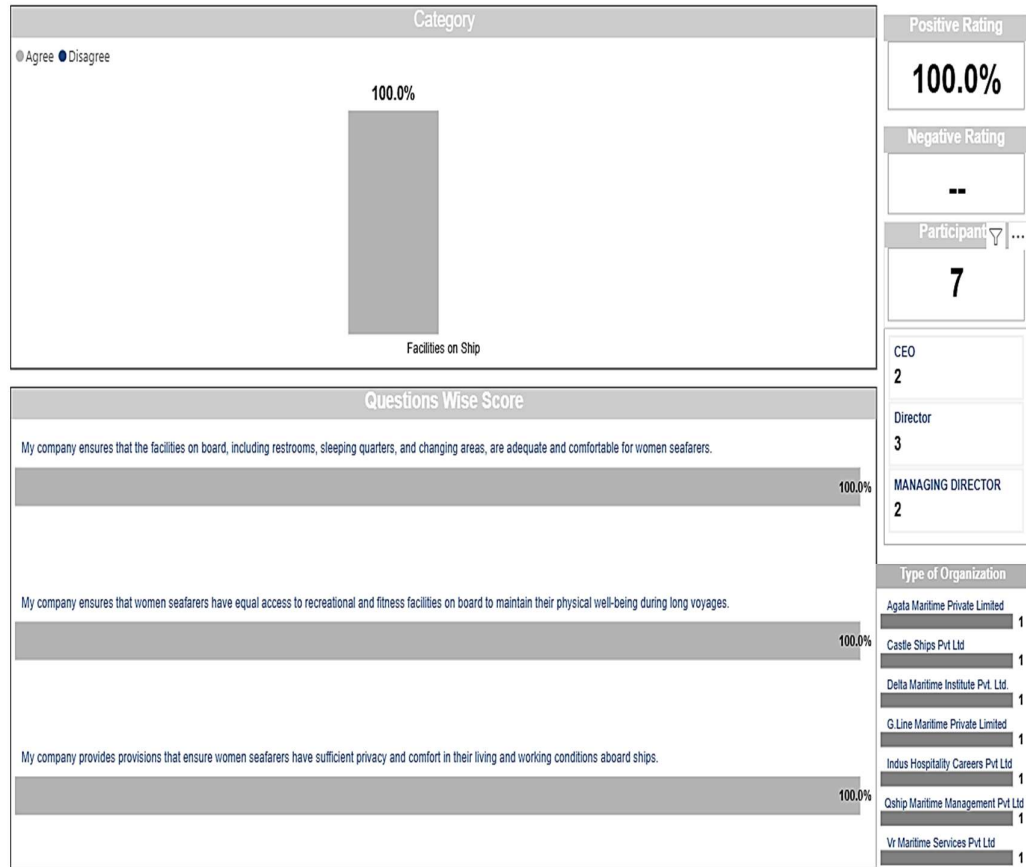 Category
Agree Disagree
100.0%
Facilities on Ship
Questions Wise Score
My company ensures that the facilities on board, including restrooms, sleeping quarters, and changing areas, are adequate and comfortable for women seafarers.
100.0%
My company ensures that women seafarers have equal access to recreational and fitness facilities on board to maintain their physical well-being during long voyages.
100.0%
My company provides provisions that ensure women seafarers have sufficient privacy and comfort in their living and working conditions aboard ships.
100.0%
Positive Rating
100.0%
Negative Rating
--
Participant
7
CEO
2
Director
3
MANAGING DIRECTOR
2
Type of Organization
Agata Maritime Private Limited
1
Castle Ships Pvt Ltd
1
Delta Maritime Institute Pvt. Ltd.
1
G.Line Maritime Private Limited
1
Indus Hospitality Careers Pvt Ltd
1
Qship Maritime Management Pvt Ltd
1
Vr Maritime Services Pvt Ltd
1